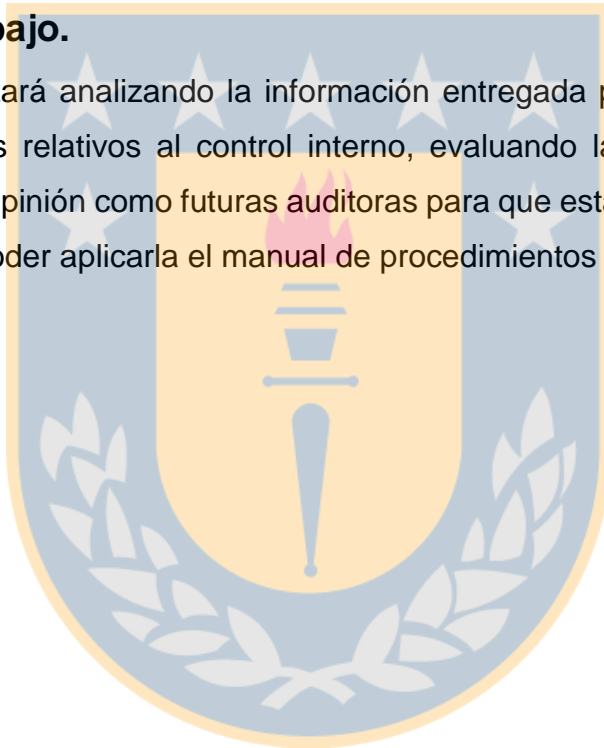 bajo.
ará analizando la información entregada p
s relativos al control interno, evaluando la
pinión como futuras auditoras para que esta
oder aplicarla el manual de procedimientos